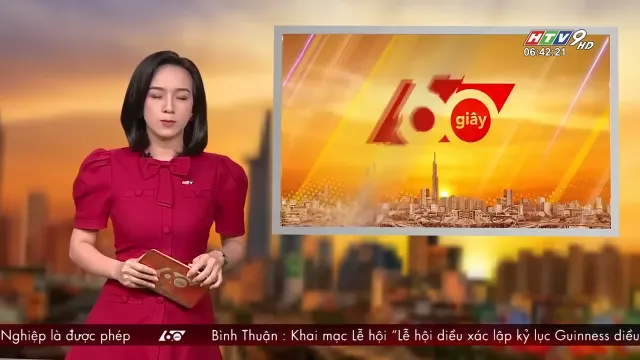 HTV9 HD
06:42:21
60 giây
HTV
Nghiệp là được phép 60 Bình Thuận : Khai mạc Lễ hội “Lễ hội diều xác lập kỷ lục Guinness diều